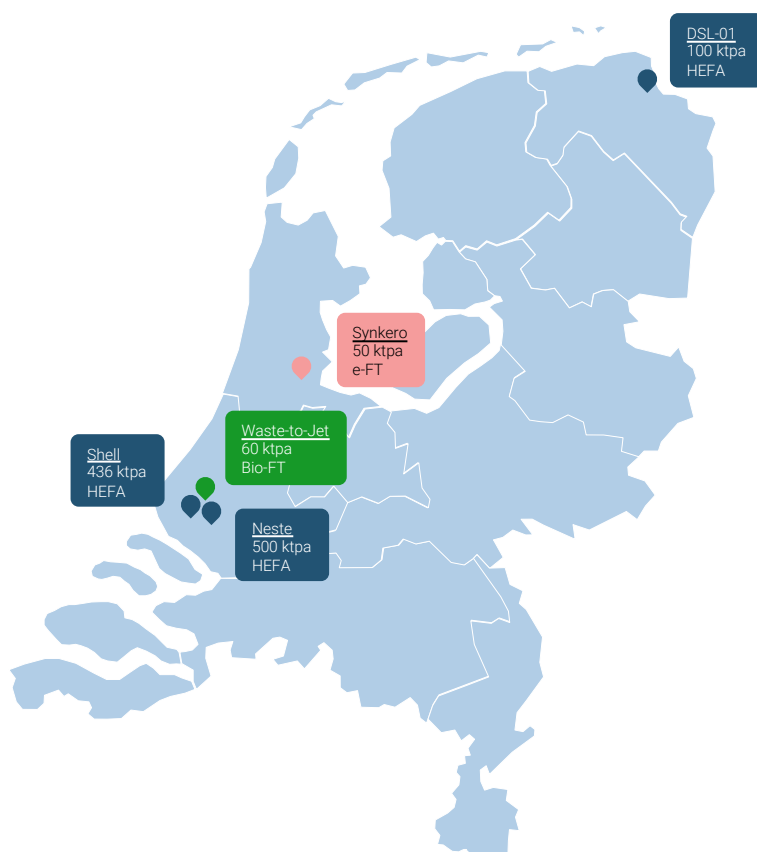 DSL-01
100 ktpa
HEFA
Synkero
50 ktpa
e-FT
Waste-to-Jet
60 ktpa
Bio-FT
Shell
436 ktpa
HEFA
Neste
500 ktpa
HEFA